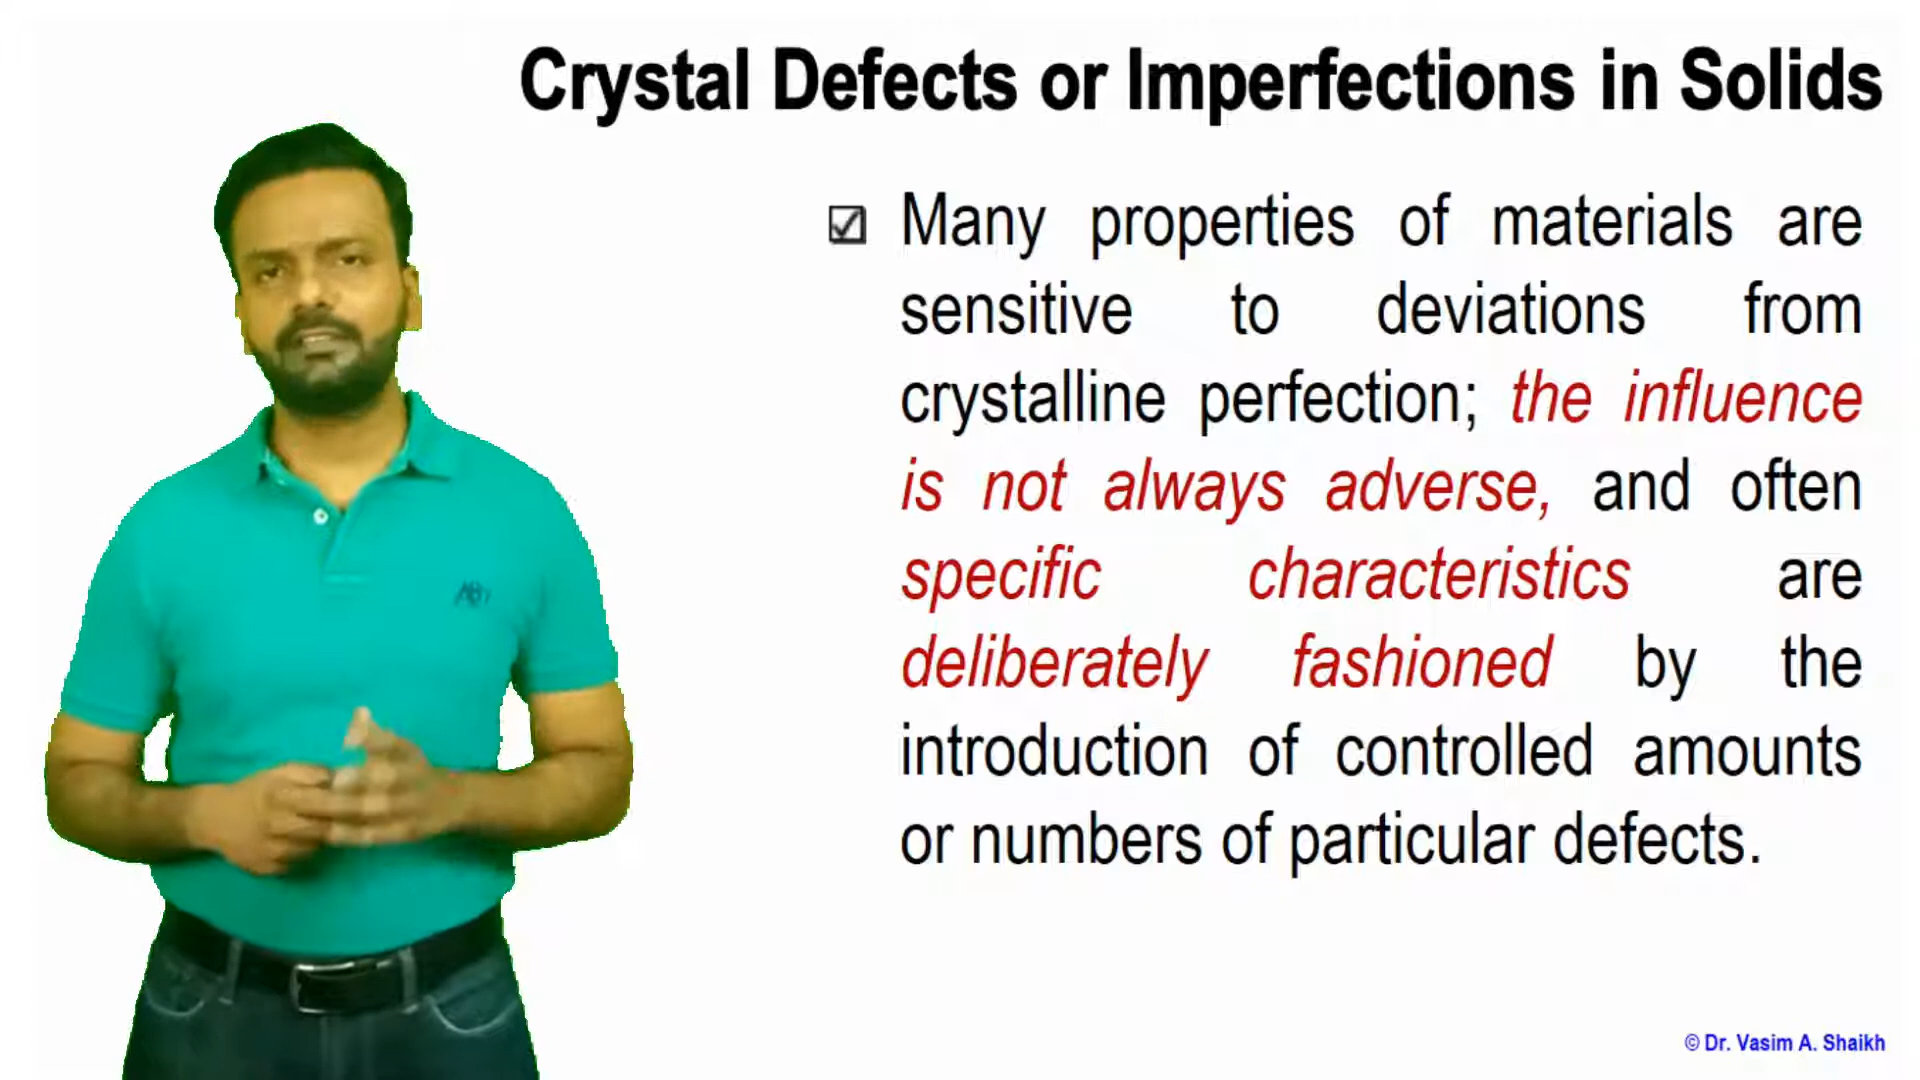 Crystal Defects or Imperfections in Solids
Many properties of materials are
sensitive to deviations from
crystalline perfection; the influence
is not always adverse, and often
specific characteristics are
deliberately fashioned by the
introduction of controlled amounts
or numbers of particular defects.
© Dr. Vasim A. Shaikh